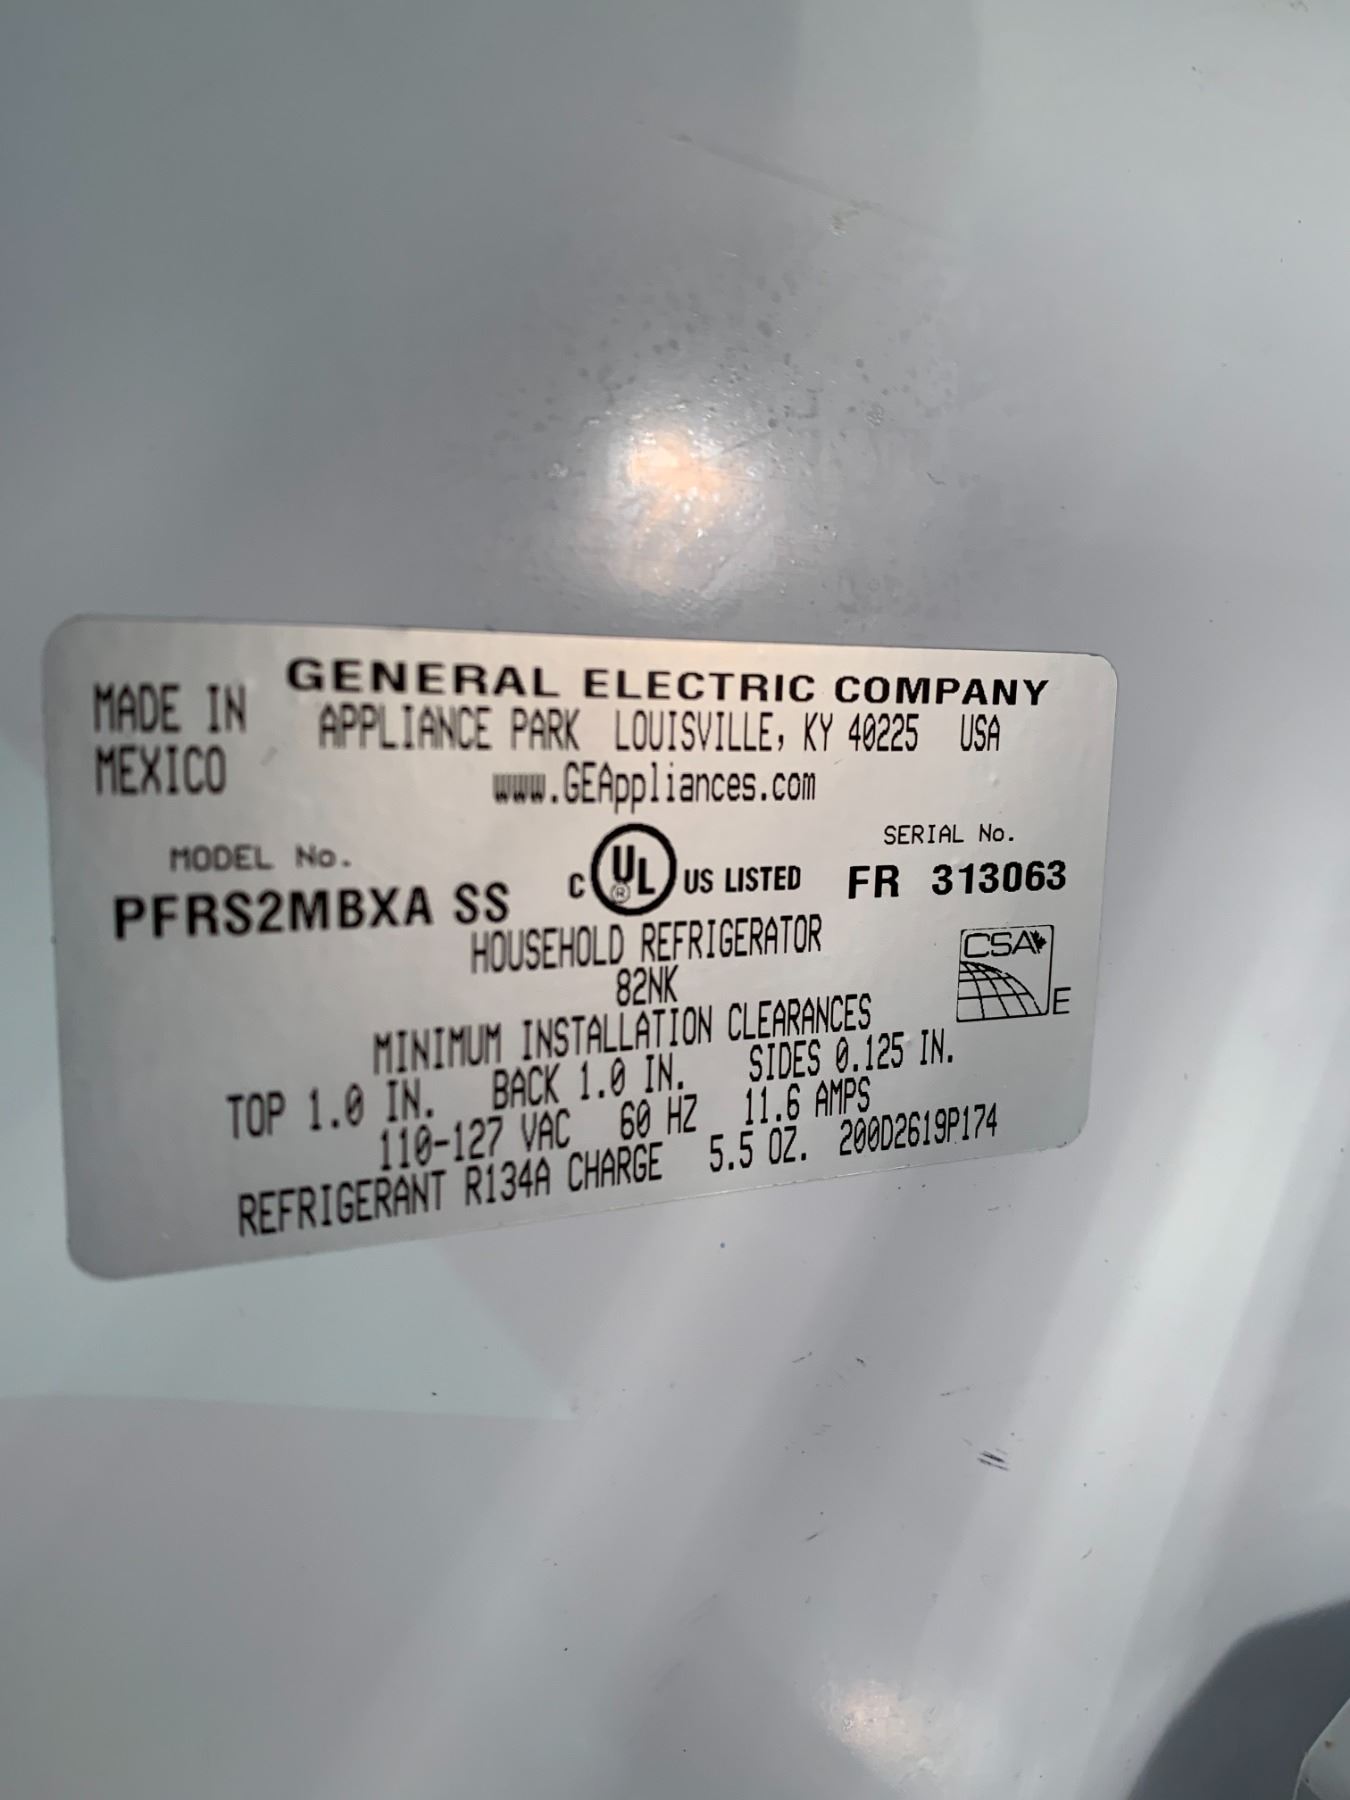 MADE IN
MEXICO
GENERAL ELECTRIC COMPANY
APPLIANCE PARK LOUISVILLE, KY 40225 USA
www.GEAppliances.com
MODEL No.
PFRS2MBXA SS
C UL ® US LISTED
SERIAL No.
FR 313063
HOUSEHOLD REFRIGERATOR
82NK
CSA
E
MINIMUM INSTALLATION CLEARANCES
TOP 1.0 IN. BACK 1.0 IN. SIDES 0.125 IN.
110-127 VAC 60 HZ 11.6 AMPS
REFRIGERANT R134A CHARGE 5.5 OZ. 200D2619P174